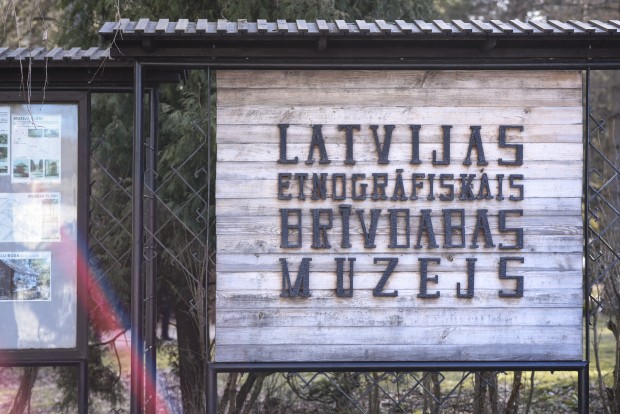 LATVIJAS
ETNOGRĀFISKAIS
BRĪVDABAS
MUZEJS